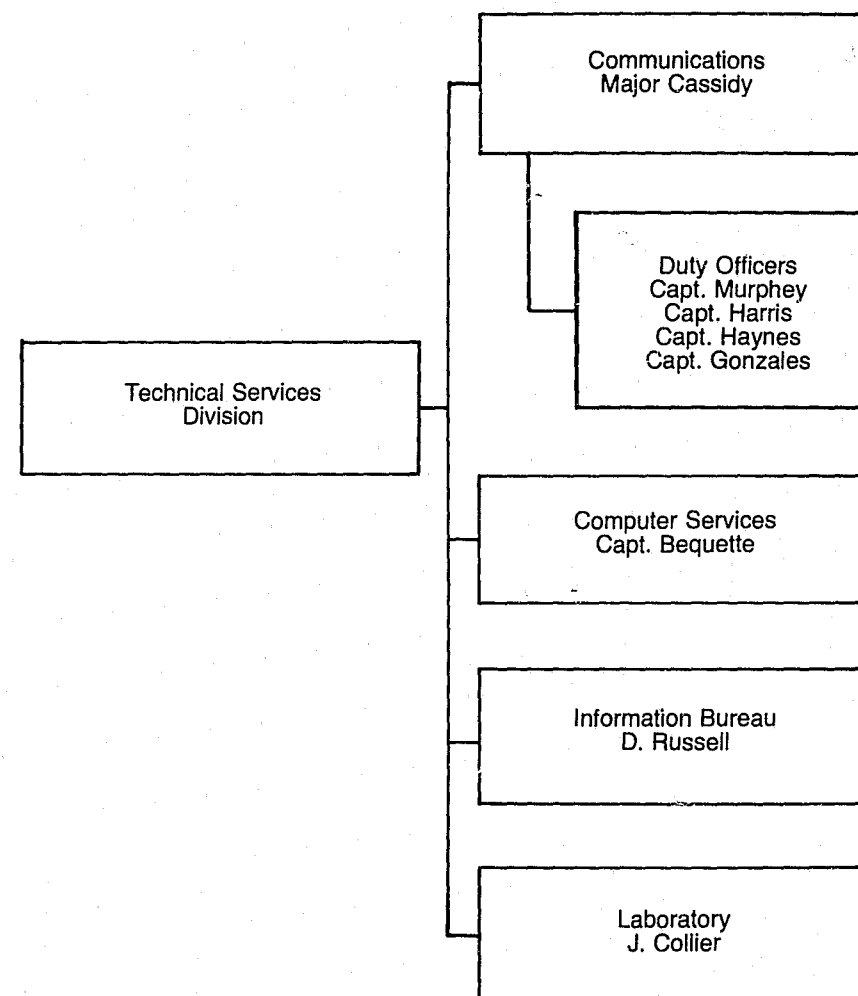 Communications
Major Cassidy
Duty Officers
Capt. Murphey
Capt. Harris
Capt. Haynes
Capt. Gonzales
Technical Services
Division
Computer Services
Capt. Bequette
Information Bureau
D. Russell
Laboratory
J. Collier